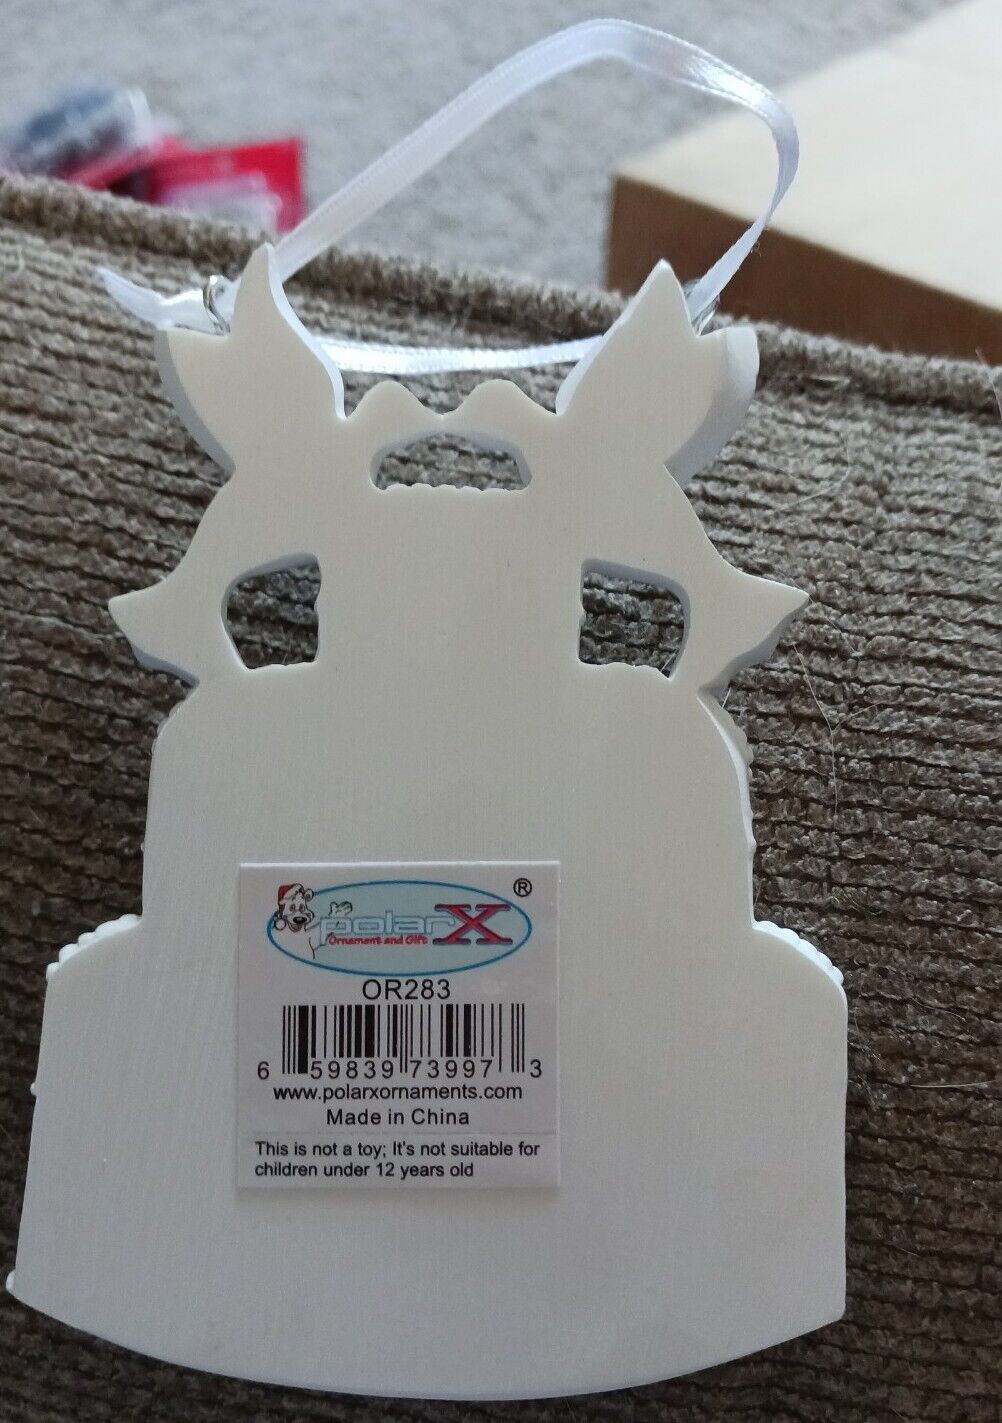 polarX ®
Ornament and Gift
OR283
6 59839 73997 3
www.polarxornaments.com
Made in China
This is not a toy; It's not suitable for
children under 12 years old